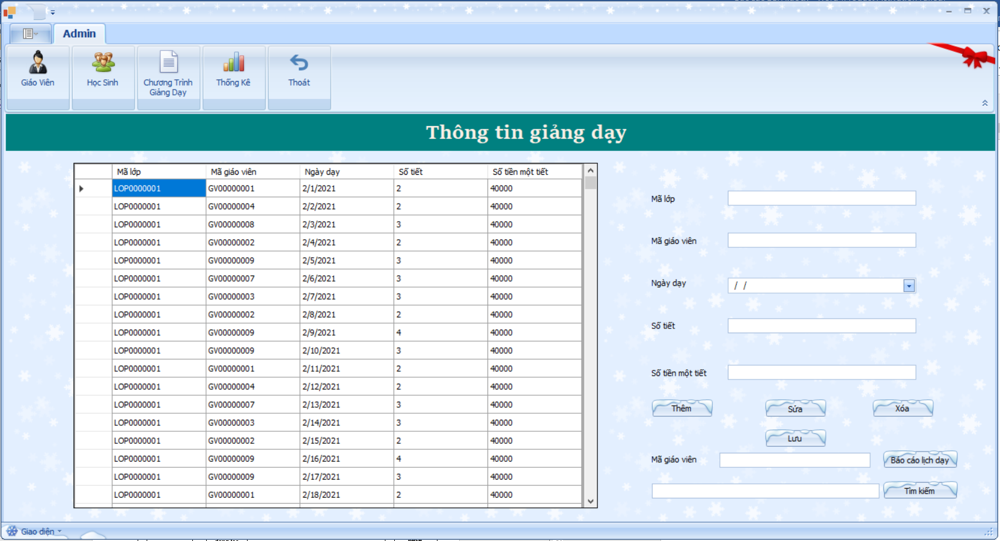 Admin
Giáo Viên
Học Sinh
Chương Trình
Giảng Dạy
Thống Kê
Thoát
Thông tin giảng dạy
Mã lớp Mã giáo viên Ngày dạy Số tiết Số tiền một tiết
LOP0000001 GV00000001 2/1/2021 2 40000
LOP0000001 GV00000004 2/2/2021 2 40000
LOP0000001 GV00000008 2/3/2021 3 40000
LOP0000001 GV00000002 2/4/2021 2 40000
LOP0000001 GV00000009 2/5/2021 3 40000
LOP0000001 GV00000007 2/6/2021 3 40000
LOP0000001 GV00000003 2/7/2021 3 40000
LOP0000001 GV00000002 2/8/2021 2 40000
LOP0000001 GV00000009 2/9/2021 4 40000
LOP0000001 GV00000009 2/10/2021 3 40000
LOP0000001 GV00000001 2/11/2021 2 40000
LOP0000001 GV00000004 2/12/2021 2 40000
LOP0000001 GV00000007 2/13/2021 3 40000
LOP0000001 GV00000003 2/14/2021 3 40000
LOP0000001 GV00000002 2/15/2021 2 40000
LOP0000001 GV00000009 2/16/2021 4 40000
LOP0000001 GV00000009 2/17/2021 3 40000
LOP0000001 GV00000001 2/18/2021 2 40000
Mã lớp
Mã giáo viên
Ngày dạy / /
Số tiết
Số tiền một tiết
Thêm Sửa Xóa
Lưu
Mã giáo viên Báo cáo lịch dạy
Tìm kiếm
Giao diện